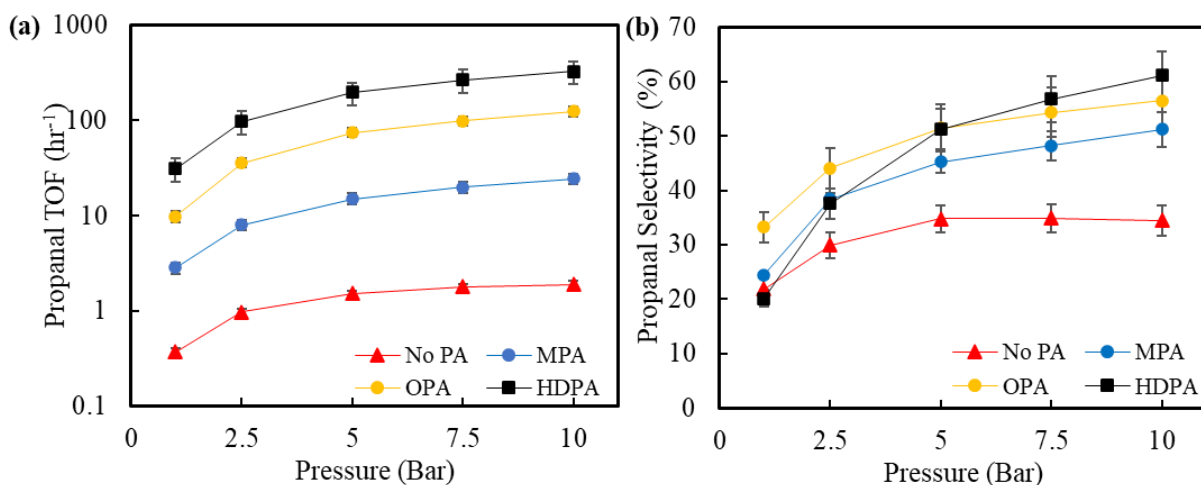 (a)
Propanal TOF (hr⁻¹)
1000
100
10
1
0.1
0
2.5
5
7.5
10
Pressure (Bar)
No PA
MPA
OPA
HDPA
(b)
Propanal Selectivity (%)
70
60
50
40
30
20
10
0
0
2.5
5
7.5
10
Pressure (Bar)
No PA
MPA
OPA
HDPA